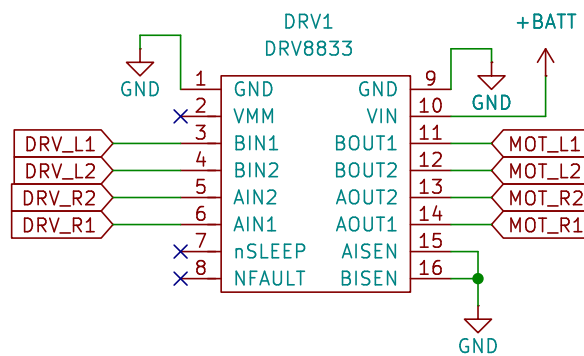 DRV1
DRV8833
+BATT
GND
GND
1 GND GND 9
2 VMM VIN 10
DRV_L1 3 BIN1 BOUT1 11 MOT_L1
DRV_L2 4 BIN2 BOUT2 12 MOT_L2
DRV_R2 5 AIN2 AOUT2 13 MOT_R2
DRV_R1 6 AIN1 AOUT1 14 MOT_R1
7 nSLEEP AISEN 15
8 NFAULT BISEN 16
GND